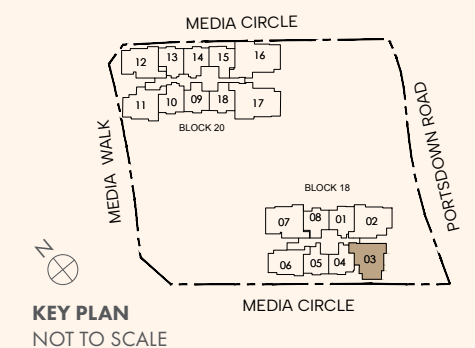 MEDIA CIRCLE
12 13 14 15 16
11 10 09 18 17
BLOCK 20
MEDIA WALK
PORTSDOWN ROAD
BLOCK 18
07 08 01 02
06 05 04 03
MEDIA CIRCLE
N
KEY PLAN
NOT TO SCALE